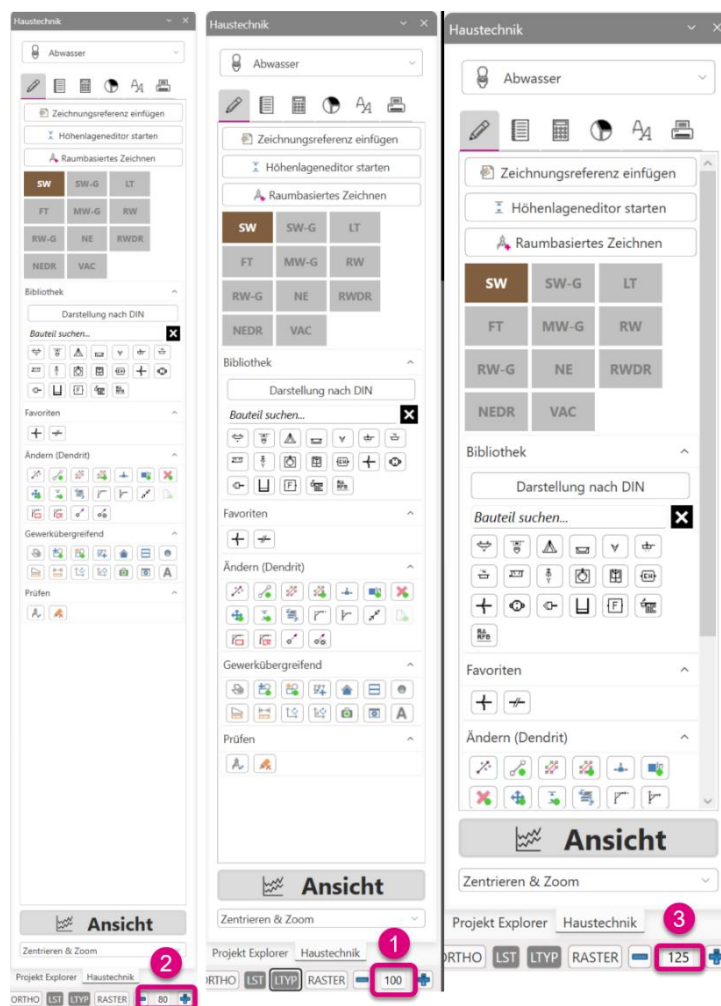 Haustechnik
Abwasser
Zeichnungsreferenz einfügen
Höhenlageneditor starten
Raumbasiertes Zeichnen
SW SW-G LT
FT MW-G RW
RW-G NE RWDR
NEDR VAC
Bibliothek
Darstellung nach DIN
Bauteil suchen...
Favoriten
Ändern (Dendrit)
Gewerkübergreifend
Prüfen
Ansicht
Zentrieren & Zoom
2
Projekt Explorer Haustechnik
ORTHO LST LTYP RASTER 80
Haustechnik
Abwasser
Zeichnungsreferenz einfügen
Höhenlageneditor starten
Raumbasiertes Zeichnen
SW SW-G LT
FT MW-G RW
RW-G NE RWDR
NEDR VAC
Bibliothek
Darstellung nach DIN
Bauteil suchen...
Favoriten
Ändern (Dendrit)
Gewerkübergreifend
Prüfen
Ansicht
Zentrieren & Zoom
1
Projekt Explorer Haustechnik
ORTHO LST LTYP RASTER 100
Haustechnik
Abwasser
Zeichnungsreferenz einfügen
Höhenlageneditor starten
Raumbasiertes Zeichnen
SW SW-G LT
FT MW-G RW
RW-G NE RWDR
NEDR VAC
Bibliothek
Darstellung nach DIN
Bauteil suchen...
Favoriten
Ändern (Dendrit)
Ansicht
Zentrieren & Zoom
3
Projekt Explorer Haustechnik
ORTHO LST LTYP RASTER 125